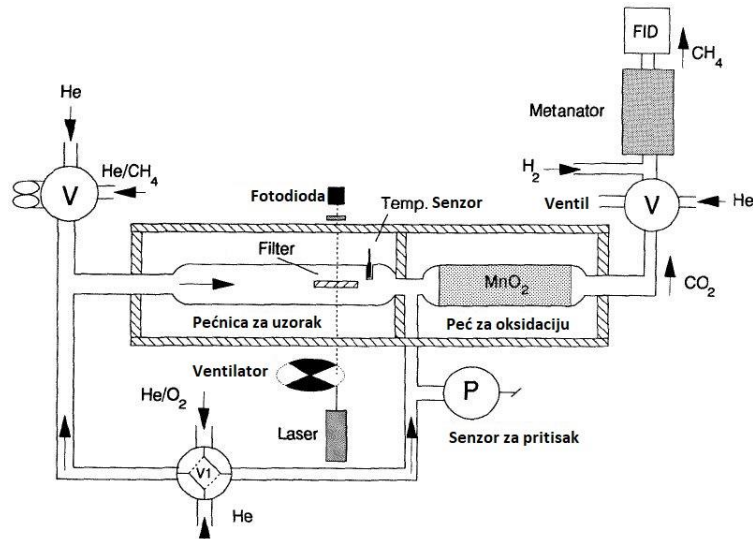 FID
CH4
He
Metanator
He/CH4
H2
V
Fotodioda
Temp. Senzor
Ventil
V
He
Filter
MnO2
CO2
Pećnica za uzorak
Peć za oksidaciju
Ventilator
He/O2
P
Laser
Senzor za pritisak
V1
He